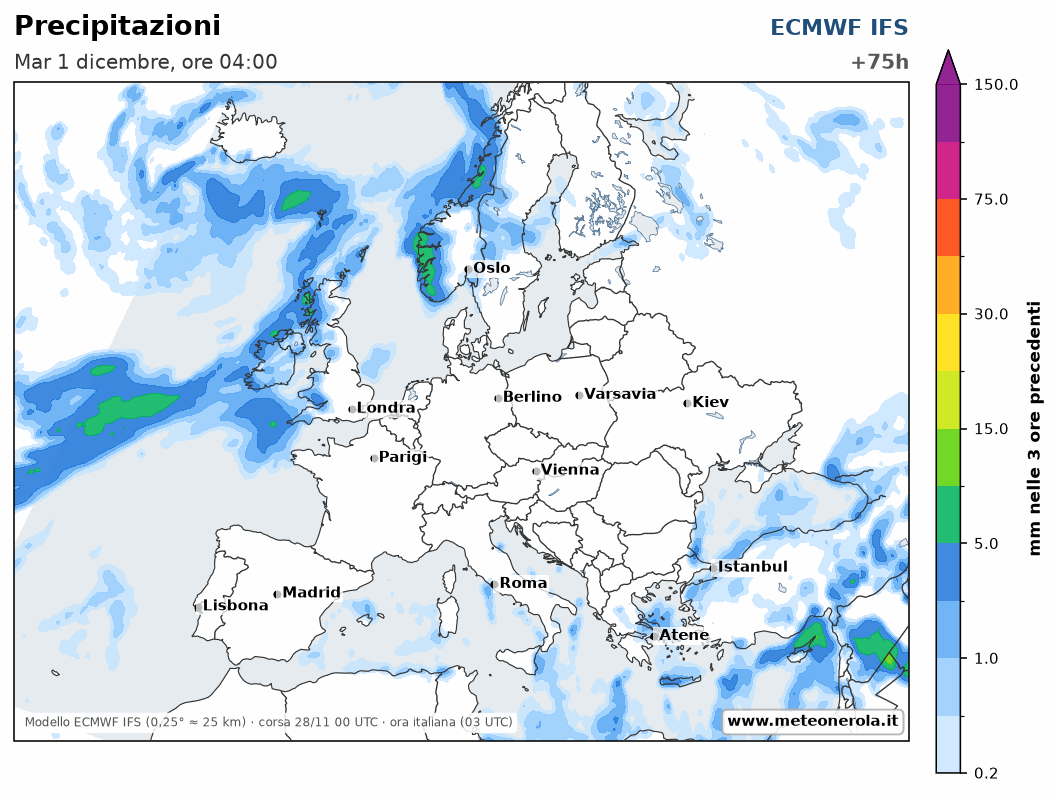 Precipitazioni
ECMWF IFS
Mar 1 dicembre, ore 04:00
+75h
150.0
75.0
30.0
15.0
5.0
1.0
0.2
mm nelle 3 ore precedenti
Oslo
Berlino
Varsavia
Kiev
Londra
Parigi
Vienna
Istanbul
Roma
Madrid
Lisbona
Atene
Modello ECMWF IFS (0,25° ≈ 25 km) · corsa 28/11 00 UTC · ora italiana (03 UTC)
www.meteonerola.it